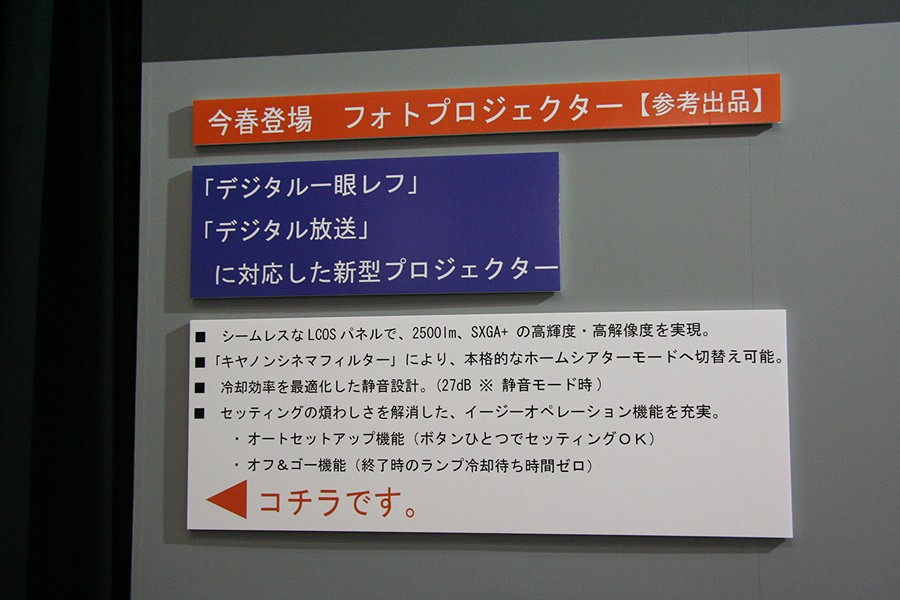 今春登場 フォトプロジェクター【参考出品】
「デジタル一眼レフ」
「デジタル放送」
に対応した新型プロジェクター
■ シームレスなLCOSパネルで、2500lm、SXGA+ の高輝度・高解像度を実現。
■「キヤノンシネマフィルター」により、本格的なホームシアターモードへ切替え可能。
■ 冷却効率を最適化した静音設計。(27dB ※ 静音モード時)
■ セッティングの煩わしさを解消した、イージーオペレーション機能を充実。
・オートセットアップ機能(ボタンひとつでセッティングOK)
・オフ&ゴー機能(終了時のランプ冷却待ち時間ゼロ)
◀コチラです。